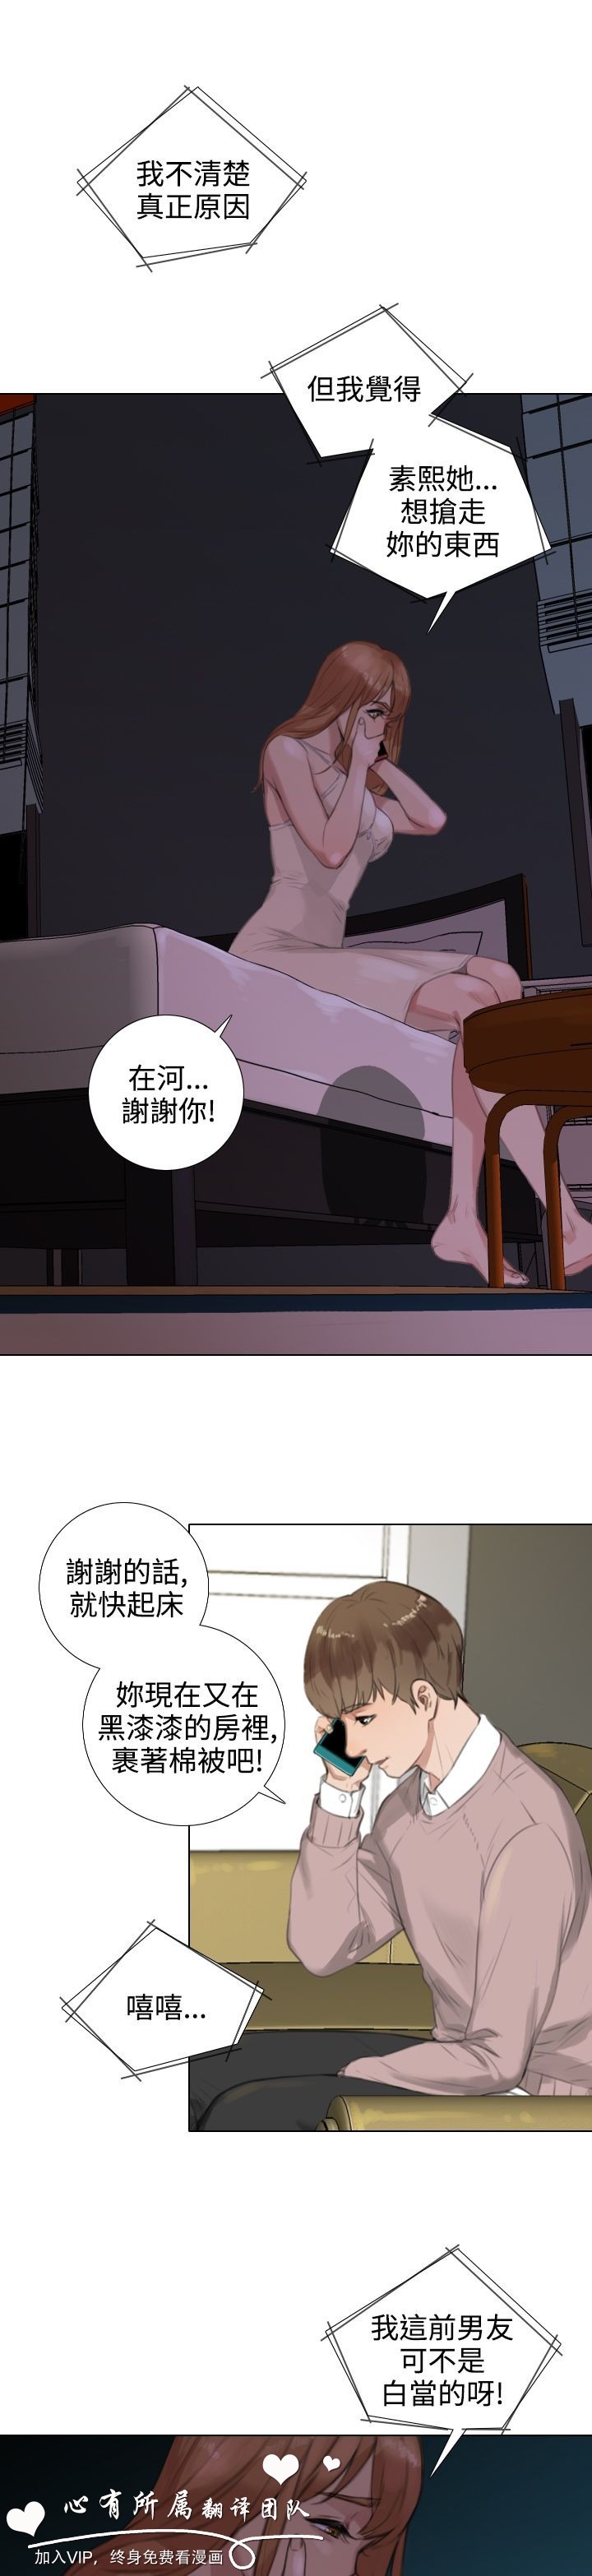 我不清楚
真正原因
但我覺得
素熙她...
想搶走
妳的東西
在河...
謝謝你!
謝謝的話,
就快起床
妳現在又在
黑漆漆的房裡,
裹著棉被吧!
嘻嘻...
我這前男友
可不是
白當的呀!
心有所属翻译团队
加入VIP，终身免费看漫画